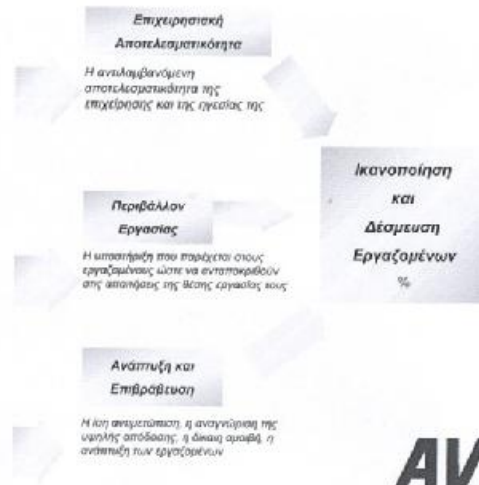 Επιχειρησιακή
Αποτελεσματικότητα
Η αντιλαμβανόμενη
αποτελεσματικότητα της
επιχείρησης και της ηγεσίας της
Περιβάλλον
Εργασίας
Η υποστήριξη που παρέχεται στους
εργαζομένους ώστε να ανταποκριθούν
στις απαιτήσεις της θέσης εργασίας τους
Ανάπτυξη και
Επιβράβευση
Η ίση αντιμετώπιση, η αναγνώριση της
υψηλής απόδοσης, η δίκαιη αμοιβή, η
ανάπτυξη των εργαζομένων
Ικανοποίηση
και
Δέσμευση
Εργαζομένων
%
AV